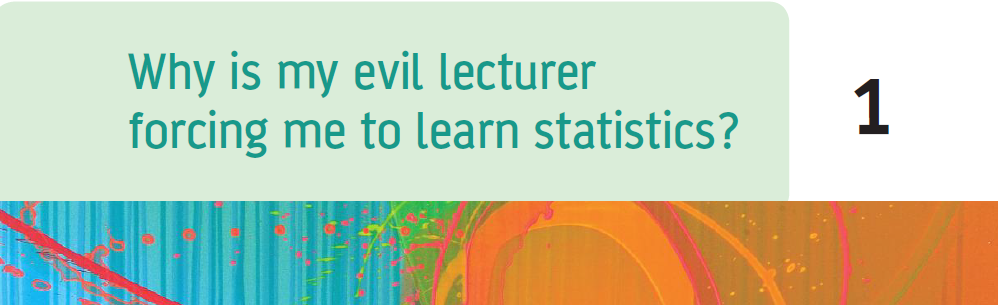 Why is my evil lecturer
forcing me to learn statistics?
1